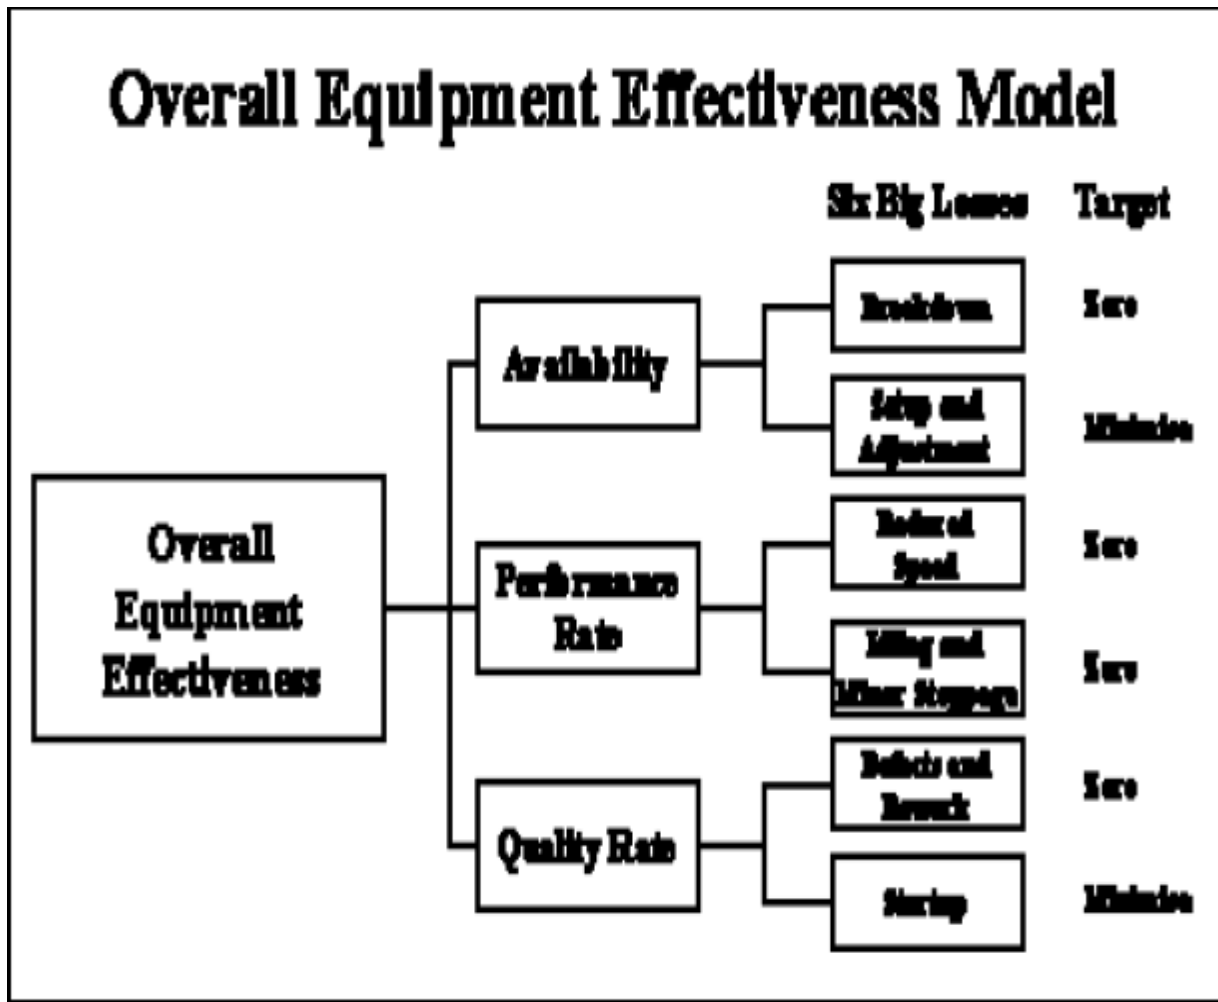 Overall Equipment Effectiveness Model
Six Big Losses
Target
Breakdown
Zero
Availability
Setup and
Adjustment
Minimize
Reduced
Speed
Zero
Overall
Equipment
Effectiveness
Performance
Rate
Idling and
Minor Stoppage
Zero
Defects and
Rework
Zero
Quality Rate
Startup
Minimize